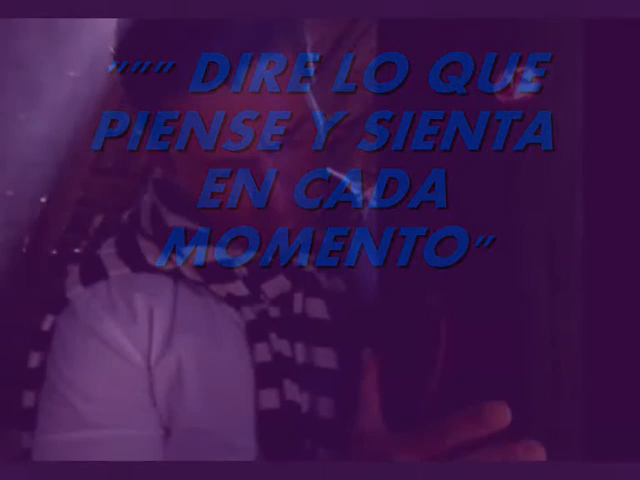 """ DIRE LO QUE
PIENSE Y SIENTA
EN CADA
MOMENTO"